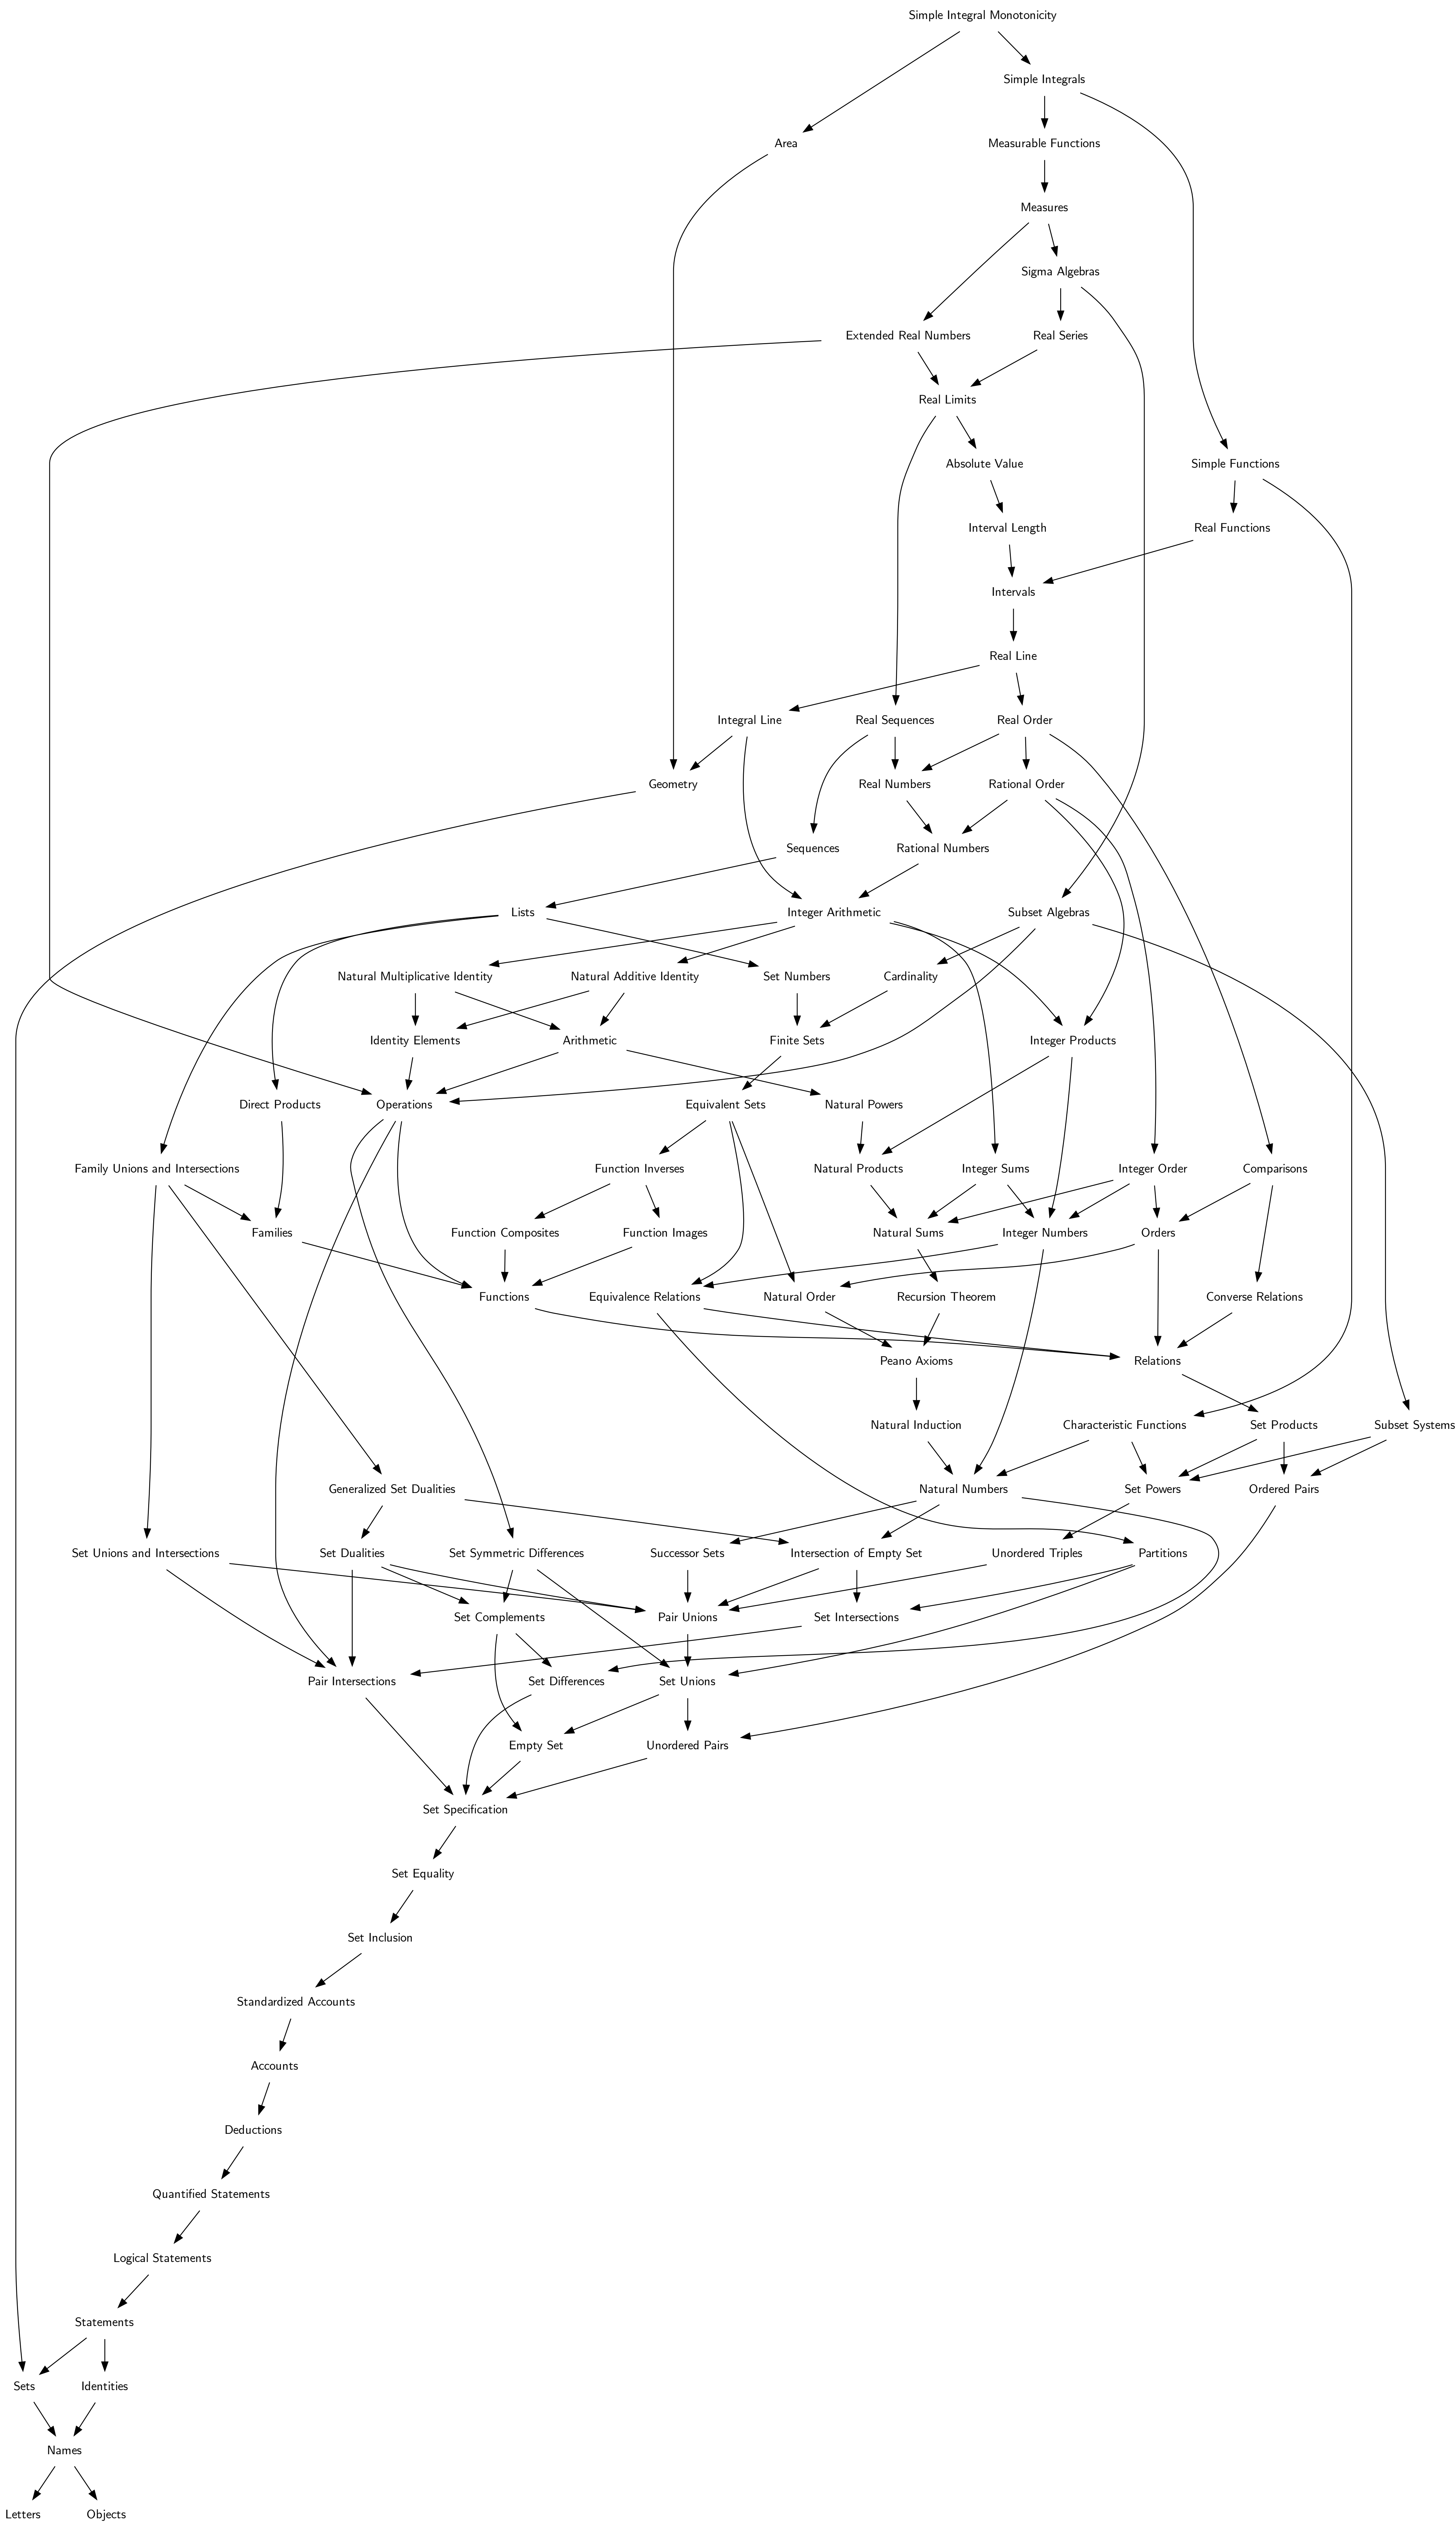 Simple Integral Monotonicity
Simple Integrals
Area
Measurable Functions
Measures
Sigma Algebras
Extended Real Numbers
Real Series
Real Limits
Absolute Value
Simple Functions
Interval Length
Real Functions
Intervals
Real Line
Integral Line
Real Sequences
Real Order
Geometry
Real Numbers
Rational Order
Sequences
Rational Numbers
Lists
Integer Arithmetic
Subset Algebras
Natural Multiplicative Identity
Natural Additive Identity
Set Numbers
Cardinality
Identity Elements
Arithmetic
Finite Sets
Integer Products
Direct Products
Operations
Equivalent Sets
Natural Powers
Family Unions and Intersections
Function Inverses
Natural Products
Integer Sums
Integer Order
Comparisons
Families
Function Composites
Function Images
Natural Sums
Integer Numbers
Orders
Functions
Equivalence Relations
Natural Order
Recursion Theorem
Converse Relations
Peano Axioms
Relations
Natural Induction
Characteristic Functions
Set Products
Subset Systems
Generalized Set Dualities
Natural Numbers
Set Powers
Ordered Pairs
Set Unions and Intersections
Set Dualities
Set Symmetric Differences
Successor Sets
Intersection of Empty Set
Unordered Triples
Partitions
Set Complements
Pair Unions
Set Intersections
Pair Intersections
Set Differences
Set Unions
Empty Set
Unordered Pairs
Set Specification
Set Equality
Set Inclusion
Standardized Accounts
Accounts
Deductions
Quantified Statements
Logical Statements
Statements
Sets
Identities
Names
Letters
Objects